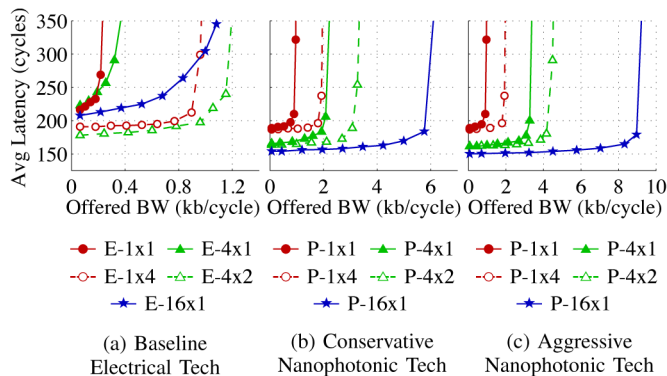 Avg Latency (cycles)
350
300
250
200
150
0 0.4 0.8 1.2 0 2 4 6 0 2 4 6 8 10
Offered BW (kb/cycle) Offered BW (kb/cycle) Offered BW (kb/cycle)
E-1x1 E-4x1 P-1x1 P-4x1 P-1x1 P-4x1
E-1x4 E-4x2 P-1x4 P-4x2 P-1x4 P-4x2
E-16x1 P-16x1 P-16x1
(a) Baseline (b) Conservative (c) Aggressive
Electrical Tech Nanophotonic Tech Nanophotonic Tech